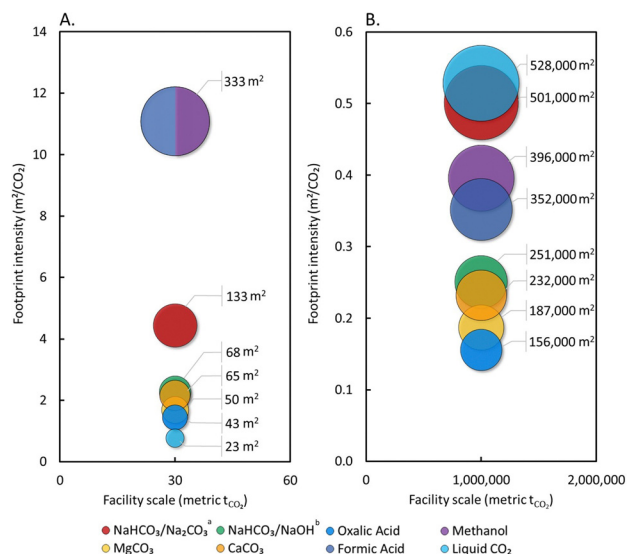 A.
14
12
10
8
6
4
2
0
Footprint intensity (m²/CO₂)
333 m²
133 m²
68 m²
65 m²
50 m²
43 m²
23 m²
0
30
60
Facility scale (metric t_CO₂)
B.
0.6
0.5
0.4
0.3
0.2
0.1
0.0
Footprint intensity (m²/CO₂)
528,000 m²
501,000 m²
396,000 m²
352,000 m²
251,000 m²
232,000 m²
187,000 m²
156,000 m²
0
1,000,000
2,000,000
Facility scale (metric t_CO₂)
NaHCO₃/Na₂CO₃ᵃ NaHCO₃/NaOHᵇ Oxalic Acid Methanol
MgCO₃ CaCO₃ Formic Acid Liquid CO₂